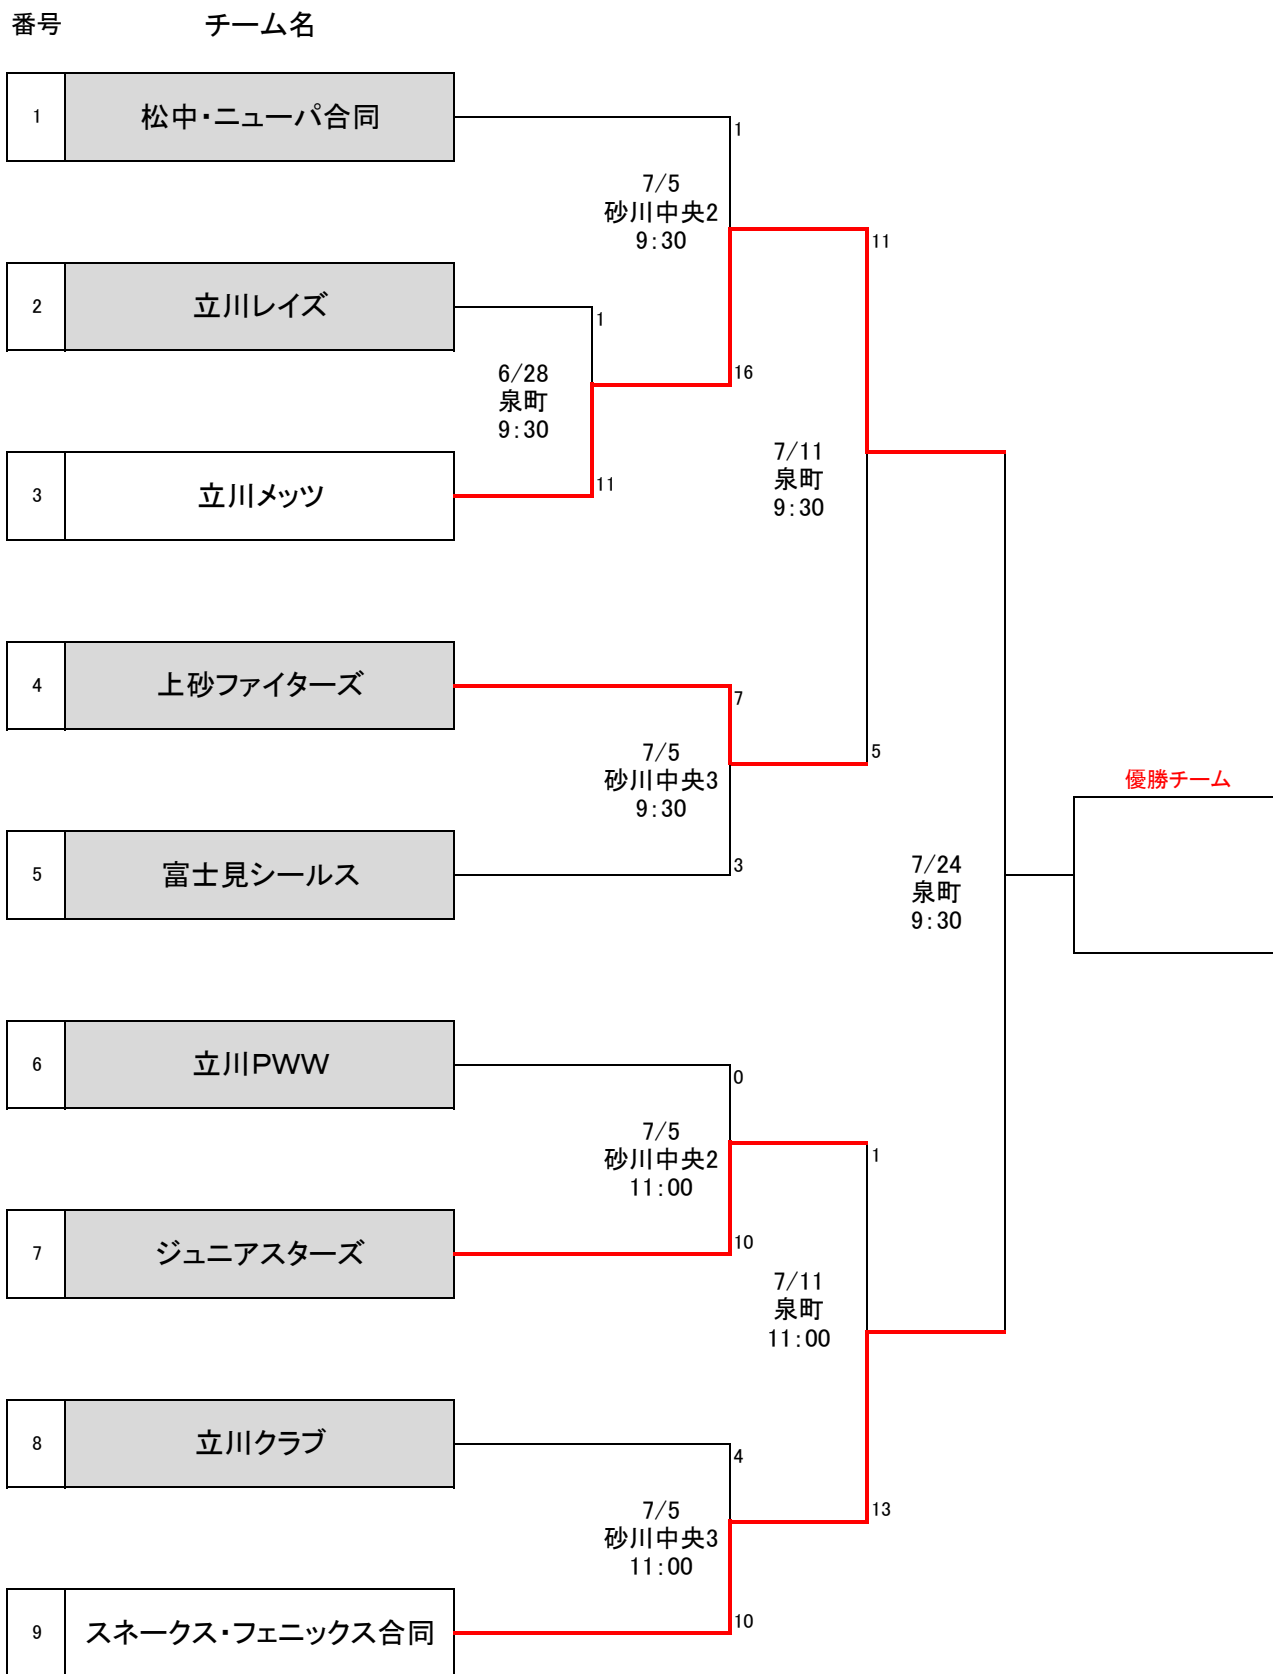 番号 チーム名
1 松中・ニューパ合同
1
7/5
砂川中央2
9:30
11
2 立川レイズ
1
6/28
泉町
9:30
16
7/11
泉町
9:30
3 立川メッツ
11
4 上砂ファイターズ
7
7/5
砂川中央3
9:30
5
優勝チーム
5 富士見シールス
3
7/24
泉町
9:30
6 立川PWW
0
7/5
砂川中央2
11:00
1
7 ジュニアスターズ
10
7/11
泉町
11:00
8 立川クラブ
4
7/5
砂川中央3
11:00
13
9 スネークス・フェニックス合同
10